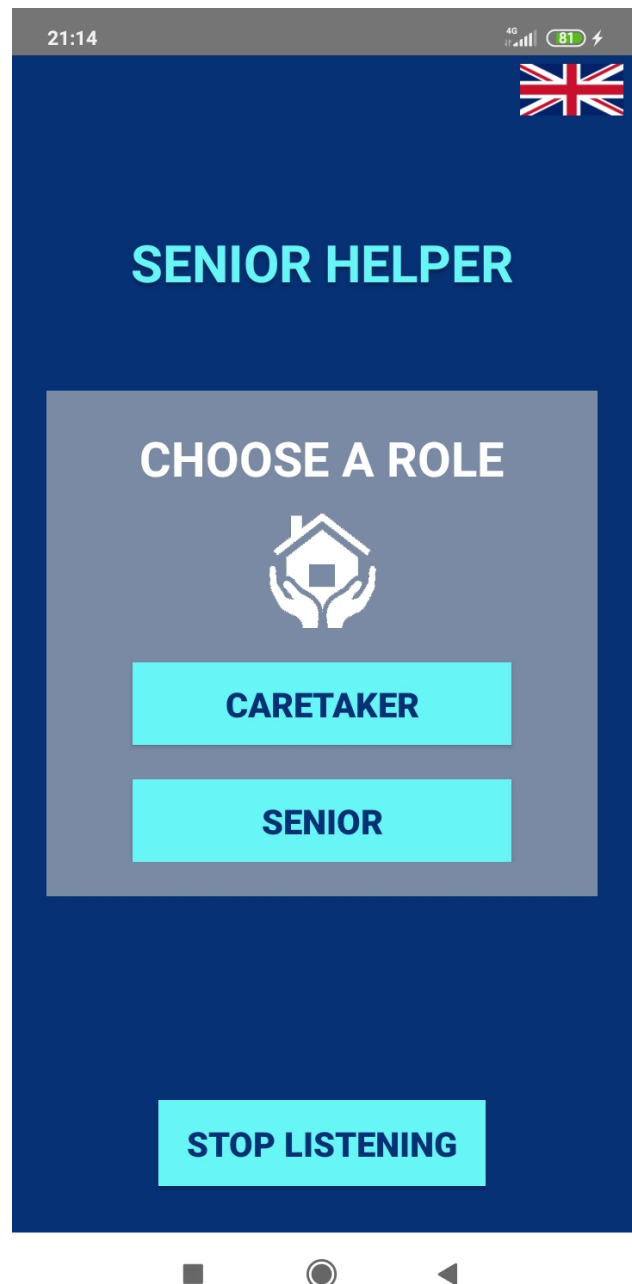 21:14
4G
81
SENIOR HELPER
CHOOSE A ROLE
CARETAKER
SENIOR
STOP LISTENING